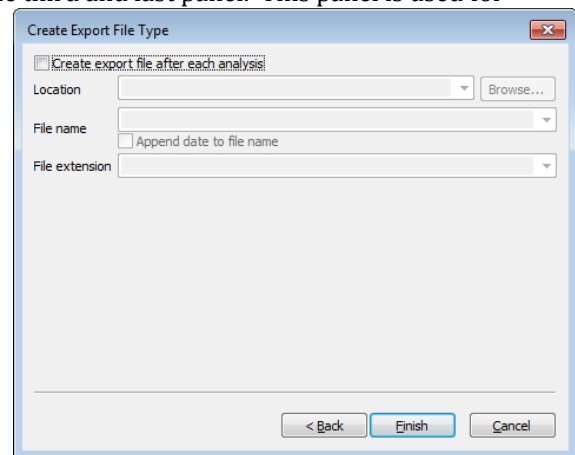 third and last panel. This panel is used for
Create Export File Type
Create export file after each analysis
Location
Browse...
File name
Append date to file name
File extension
< Back
Finish
Cancel